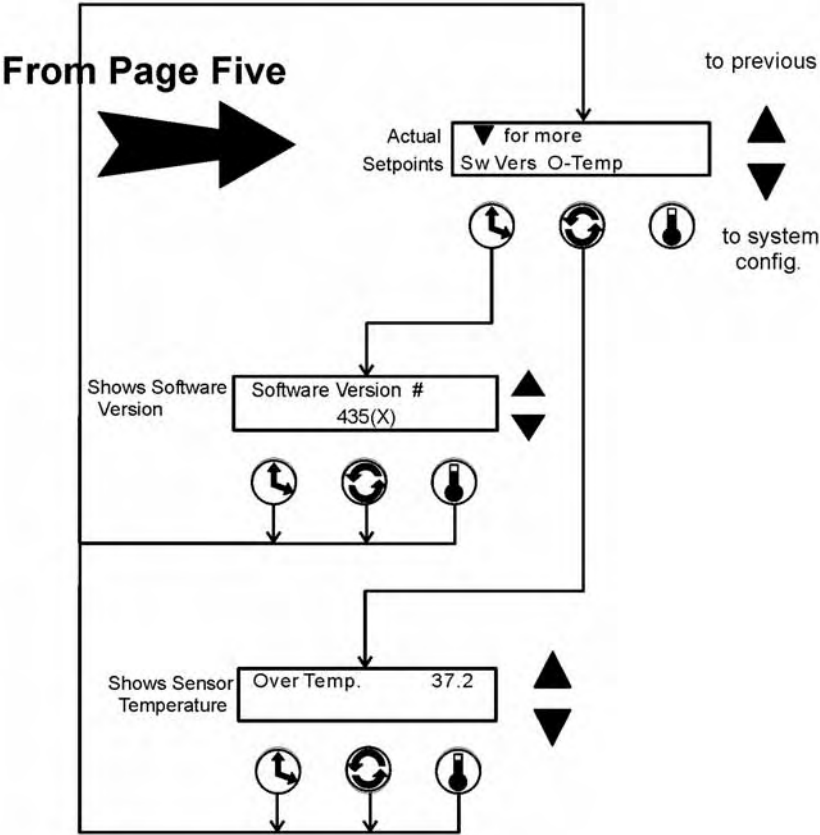 From Page Five
to previous
Actual
Setpoints
▼ for more
Sw Vers O-Temp
to system
config.
Shows Software
Version
Software Version #
435(X)
Shows Sensor
Temperature
Over Temp. 37.2